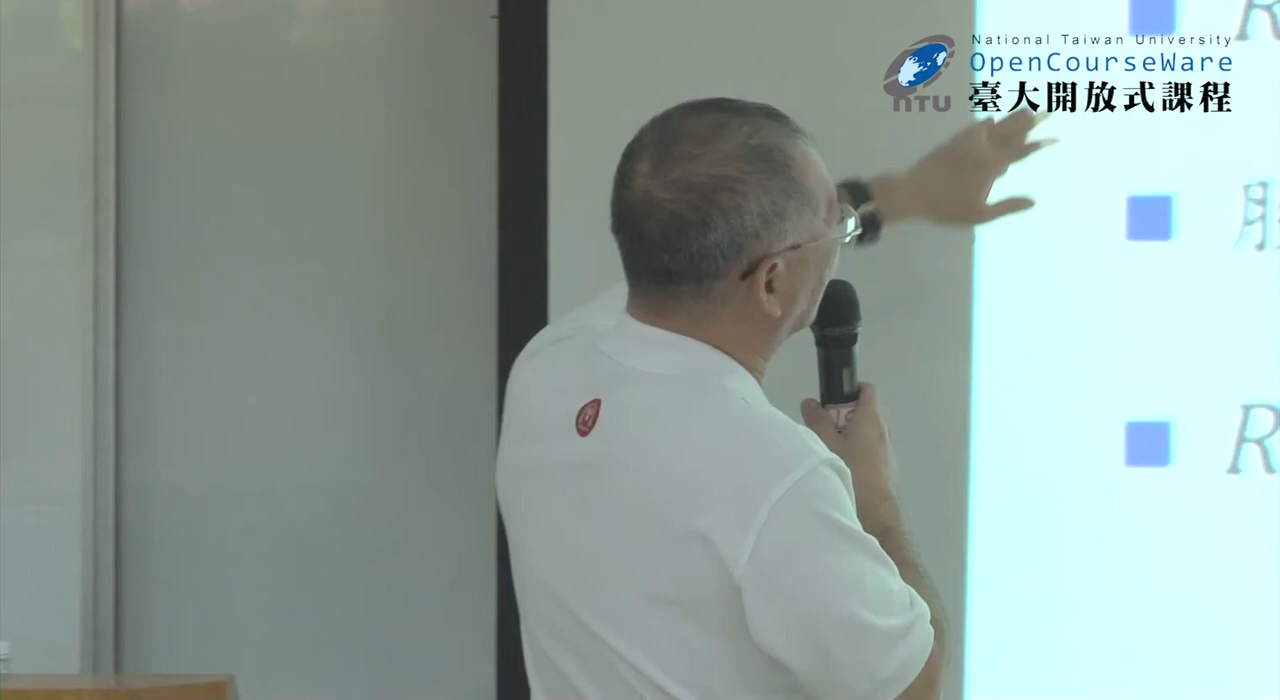 National Taiwan University
OpenCourseWare
NTU 臺大開放式課程
R
R